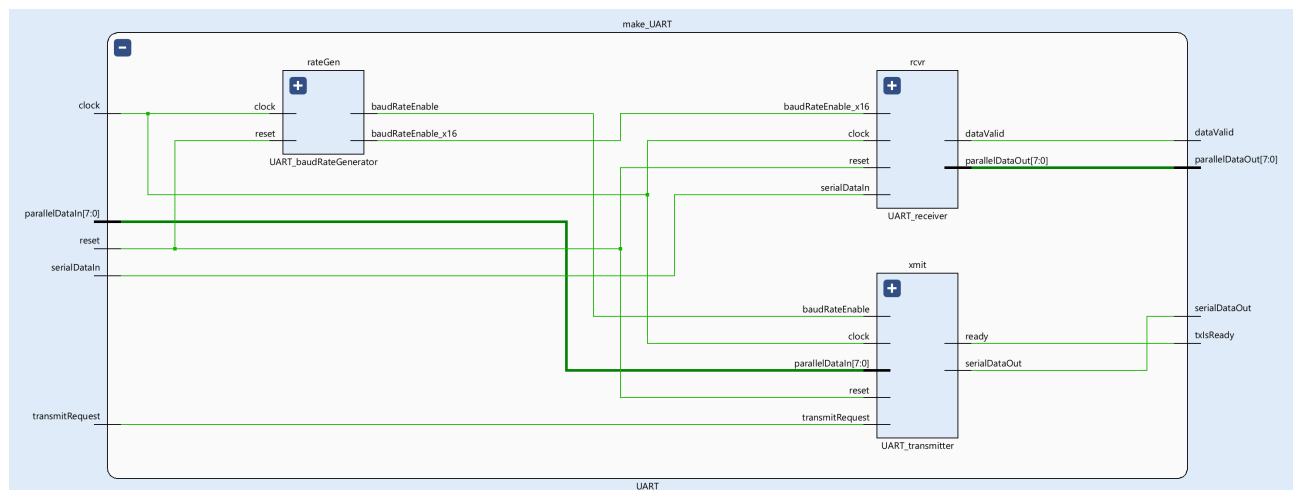 make_UART
rateGen
rcvr
clock
clock
baudRateEnable
baudRateEnable_x16
reset
baudRateEnable_x16
UART_baudRateGenerator
clock
dataValid
dataValid
reset
parallelDataOut[7:0]
parallelDataOut[7:0]
serialDataIn
parallelDataIn[7:0]
UART_receiver
reset
serialDataIn
xmit
baudRateEnable
serialDataOut
clock
ready
txIsReady
parallelDataIn[7:0]
serialDataOut
reset
transmitRequest
transmitRequest
UART_transmitter
UART